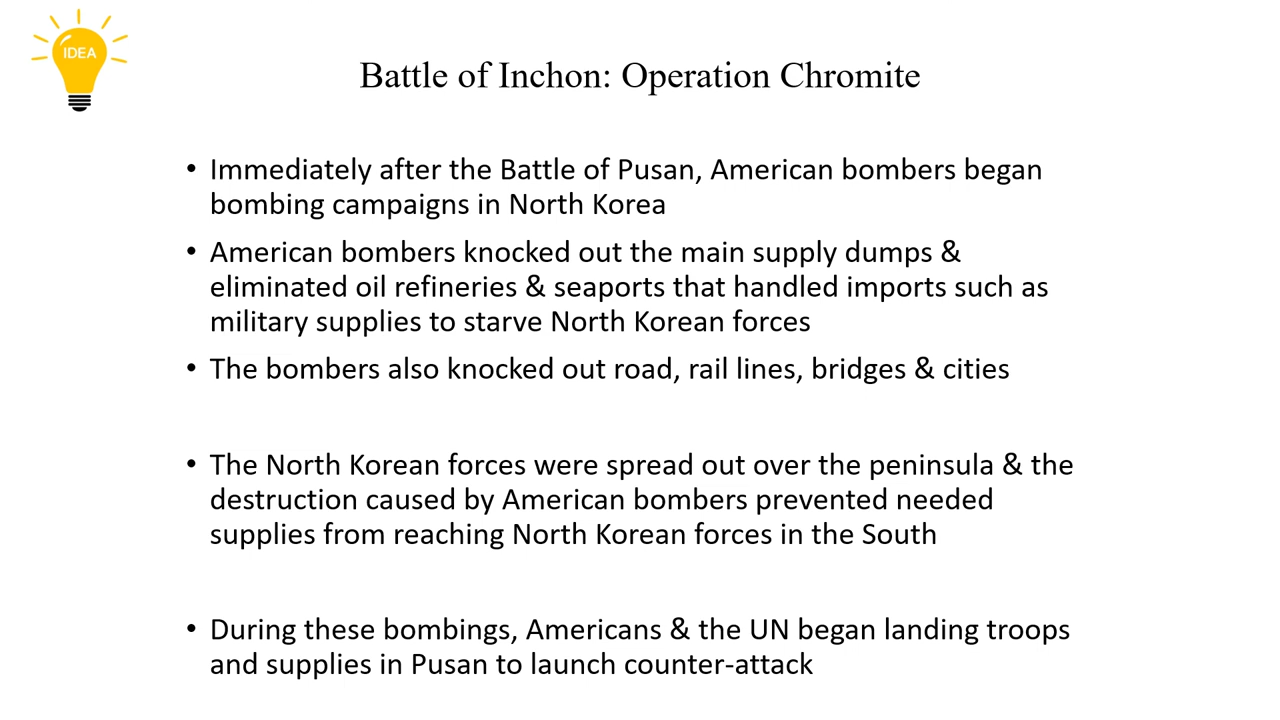 IDEA
Battle of Inchon: Operation Chromite
• Immediately after the Battle of Pusan, American bombers began
bombing campaigns in North Korea
• American bombers knocked out the main supply dumps &
eliminated oil refineries & seaports that handled imports such as
military supplies to starve North Korean forces
• The bombers also knocked out road, rail lines, bridges & cities
• The North Korean forces were spread out over the peninsula & the
destruction caused by American bombers prevented needed
supplies from reaching North Korean forces in the South
• During these bombings, Americans & the UN began landing troops
and supplies in Pusan to launch counter-attack